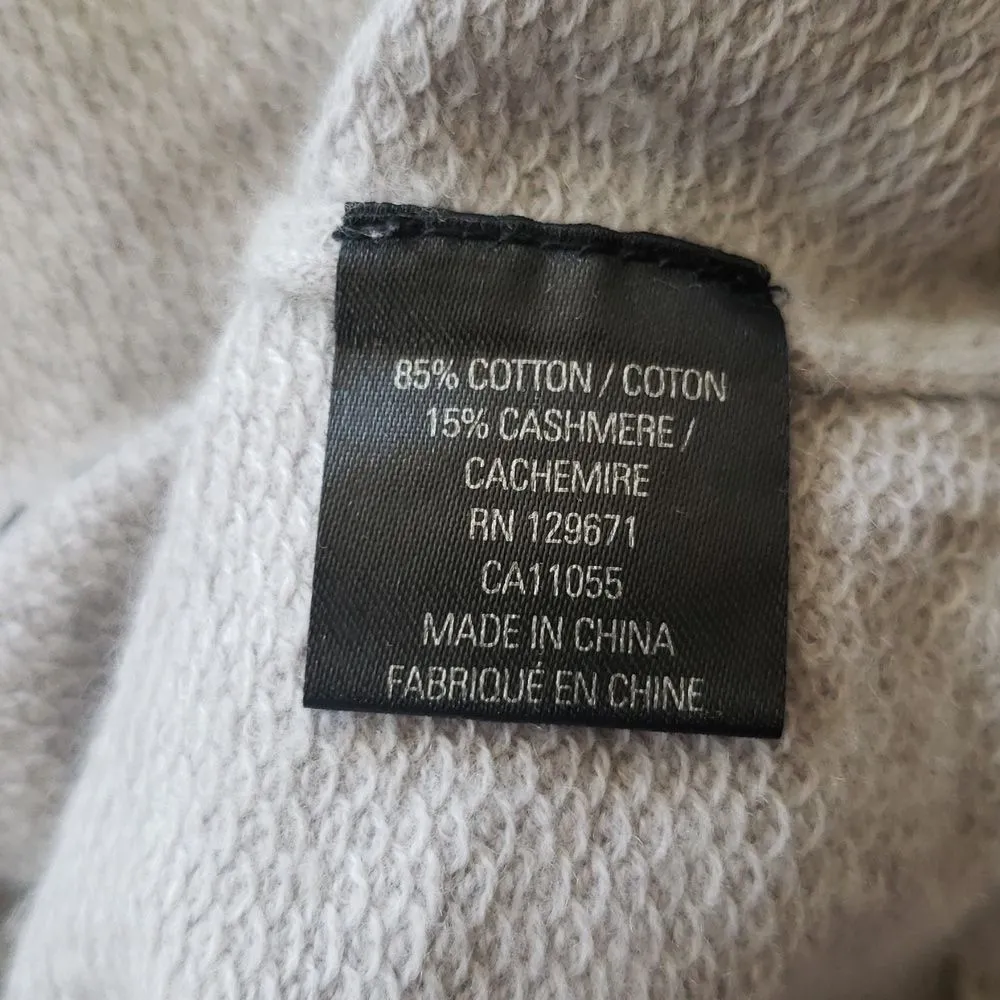 85% COTTON / COTON
15% CASHMERE /
CACHEMIRE
RN 129671
CA11055
MADE IN CHINA
FABRIQUÉ EN CHINE